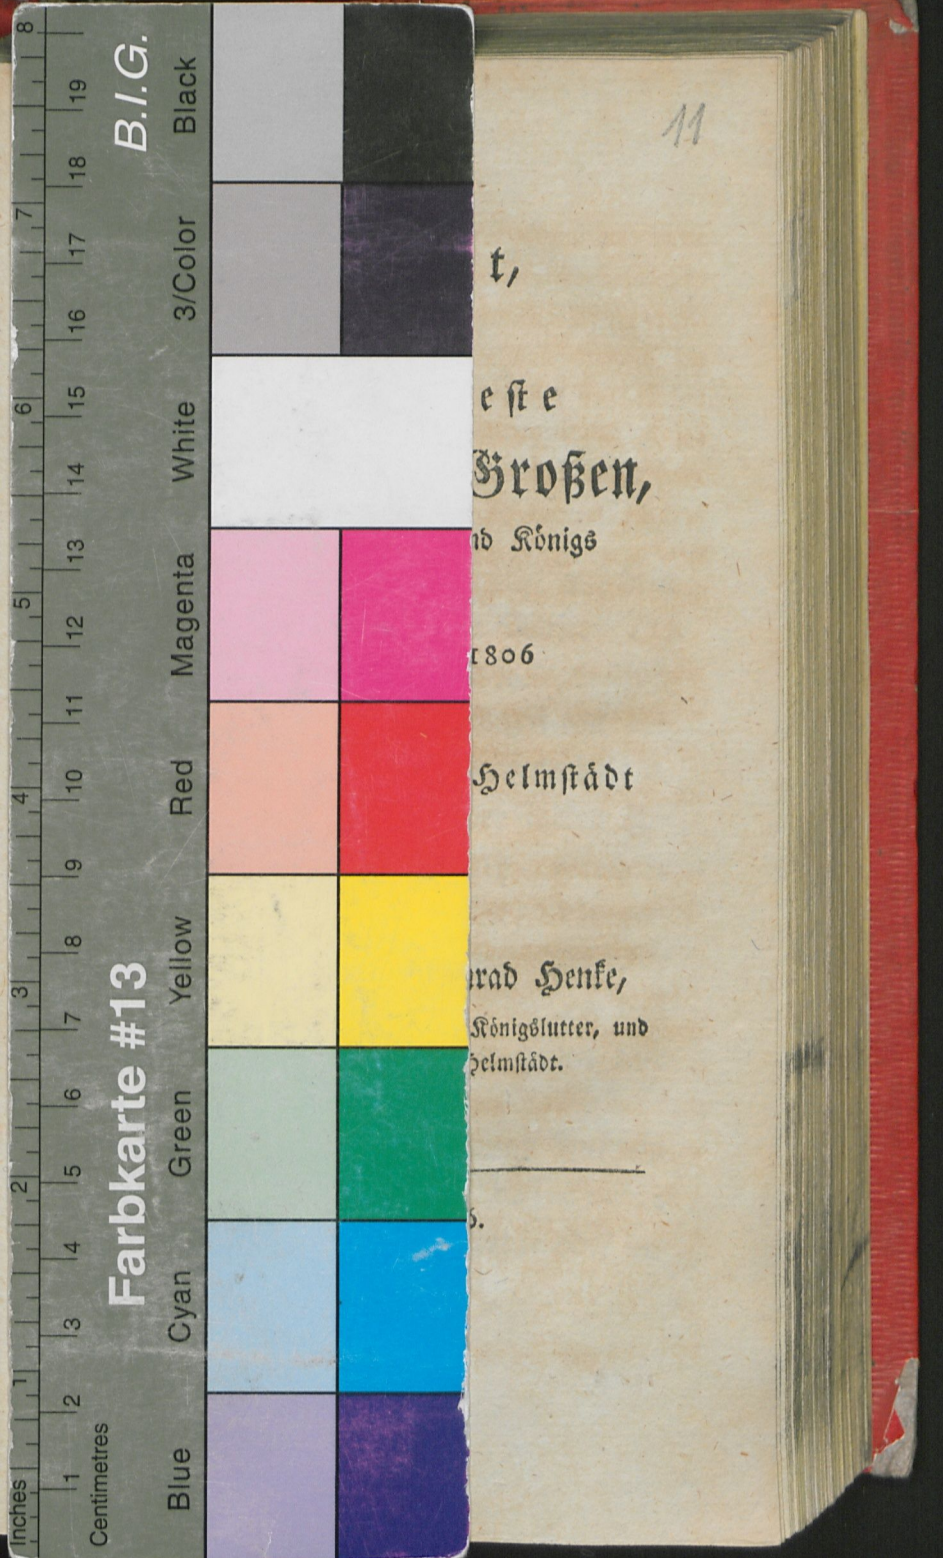 11
t,
este
Großen,
nd Königs
1806
Helmstädt
rad Henke,
Königslutter, und
Helmstädt.
6.
Farbkarte #13
B.I.G.
Blue
Cyan
Green
Yellow
Red
Magenta
White
3/Color
Black
Centimetres
1 2 3 4 5 6 7 8 9 10 11 12 13 14 15 16 17 18 19
Inches
1 2 3 4 5 6 7 8